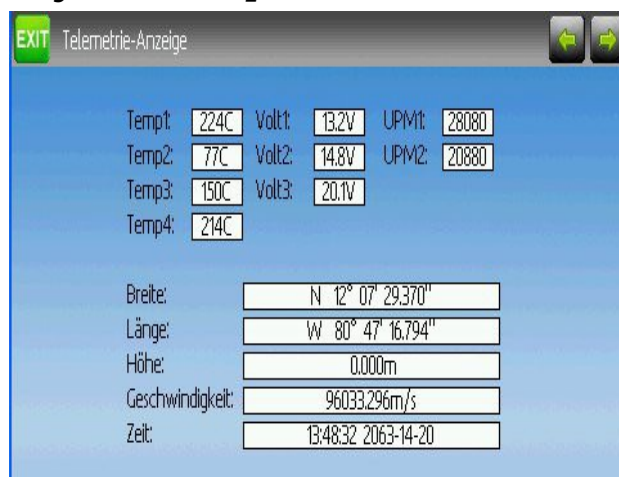 EXIT Telemetrie-Anzeige
Temp1: 224C Volt1: 13.2V UPM1: 28080
Temp2: 77C Volt2: 14.8V UPM2: 20880
Temp3: 150C Volt3: 20.1V
Temp4: 214C
Breite: N 12° 07' 29.370"
Länge: W 80° 47' 16.794"
Höhe: 0.000m
Geschwindigkeit: 96033.296m/s
Zeit: 13:48:32 2063-14-20